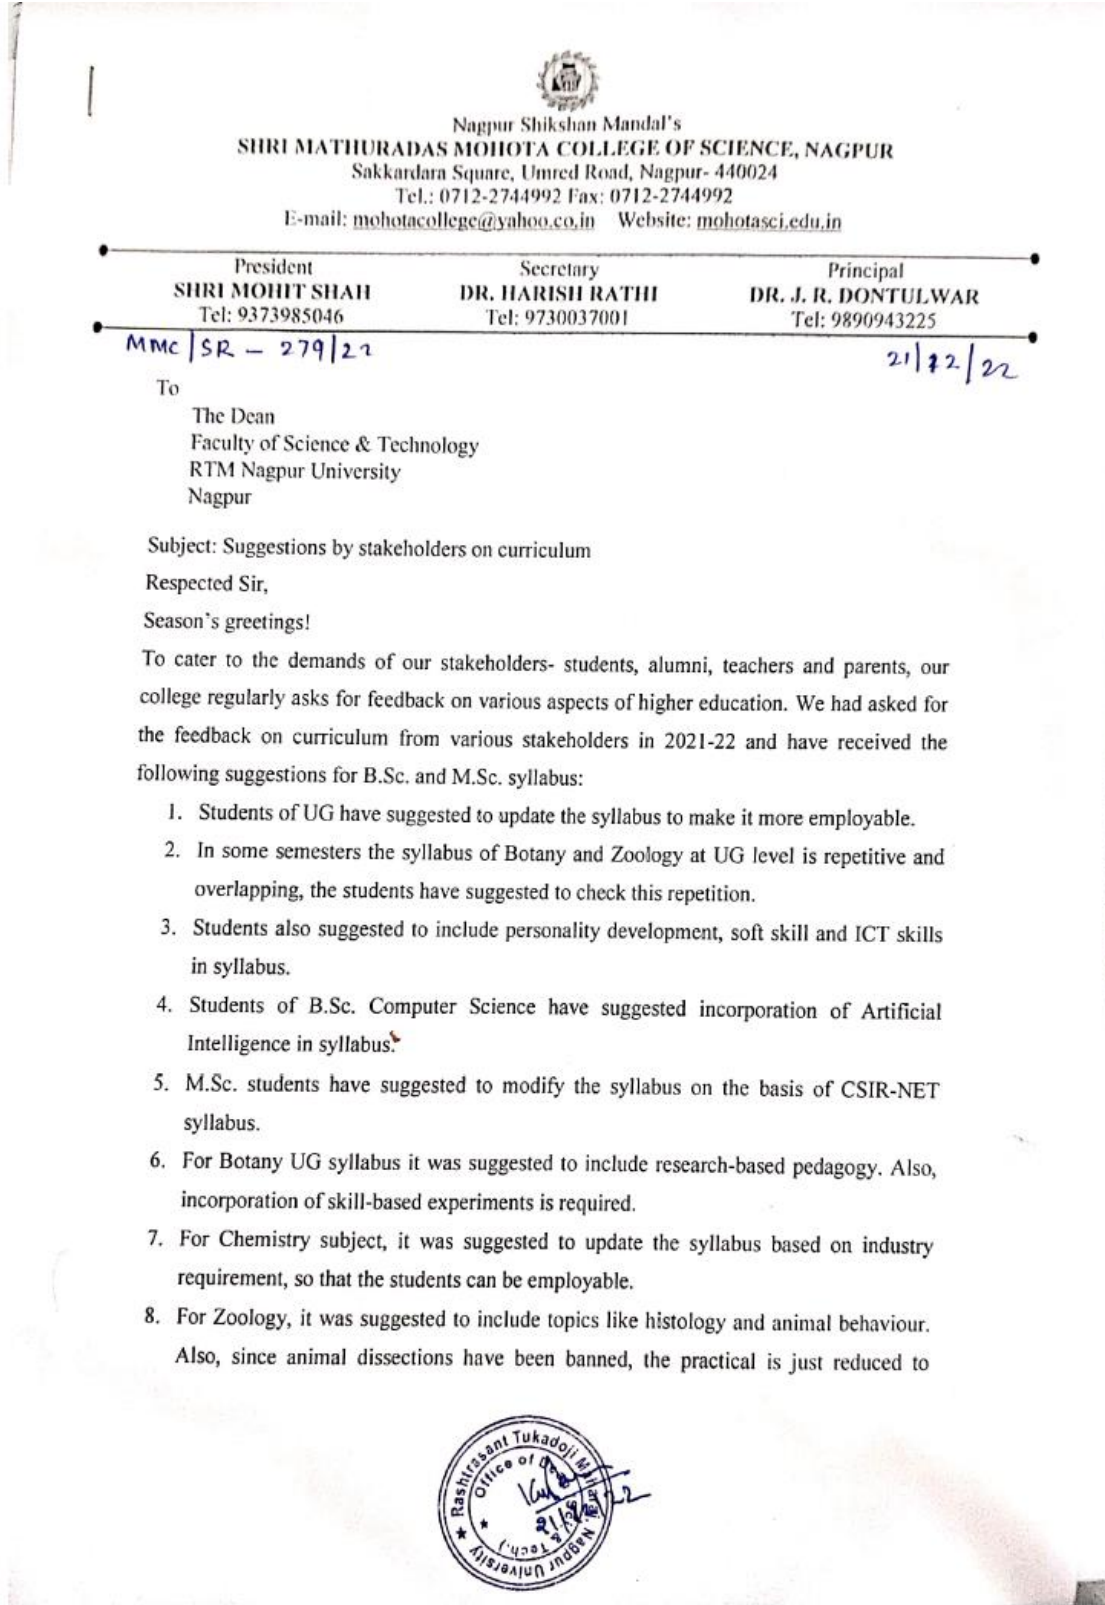 Nagpur Shikshan Mandal's
SHRI MATHURADAS MOHOTA COLLEGE OF SCIENCE, NAGPUR
Sakkardara Square, Umred Road, Nagpur- 440024
Tel.: 0712-2744992 Fax: 0712-2744992
E-mail: mohotacollege@yahoo.co.in Website: mohotasci.edu.in
President Secretary Principal
SHRI MOHIT SHAH DR. HARISH RATHI DR. J. R. DONTULWAR
Tel: 9373985046 Tel: 9730037001 Tel: 9890943225
MMC/SR - 279/22 21/12/22
To
The Dean
Faculty of Science & Technology
RTM Nagpur University
Nagpur
Subject: Suggestions by stakeholders on curriculum
Respected Sir,
Season's greetings!
To cater to the demands of our stakeholders- students, alumni, teachers and parents, our
college regularly asks for feedback on various aspects of higher education. We had asked for
the feedback on curriculum from various stakeholders in 2021-22 and have received the
following suggestions for B.Sc. and M.Sc. syllabus:
1. Students of UG have suggested to update the syllabus to make it more employable.
2. In some semesters the syllabus of Botany and Zoology at UG level is repetitive and
overlapping, the students have suggested to check this repetition.
3. Students also suggested to include personality development, soft skill and ICT skills
in syllabus.
4. Students of B.Sc. Computer Science have suggested incorporation of Artificial
Intelligence in syllabus.
5. M.Sc. students have suggested to modify the syllabus on the basis of CSIR-NET
syllabus.
6. For Botany UG syllabus it was suggested to include research-based pedagogy. Also,
incorporation of skill-based experiments is required.
7. For Chemistry subject, it was suggested to update the syllabus based on industry
requirement, so that the students can be employable.
8. For Zoology, it was suggested to include topics like histology and animal behaviour.
Also, since animal dissections have been banned, the practical is just reduced to
Rashtrasant Tukadoji Maharaj Nagpur University
Office of Dean
& Tech.)